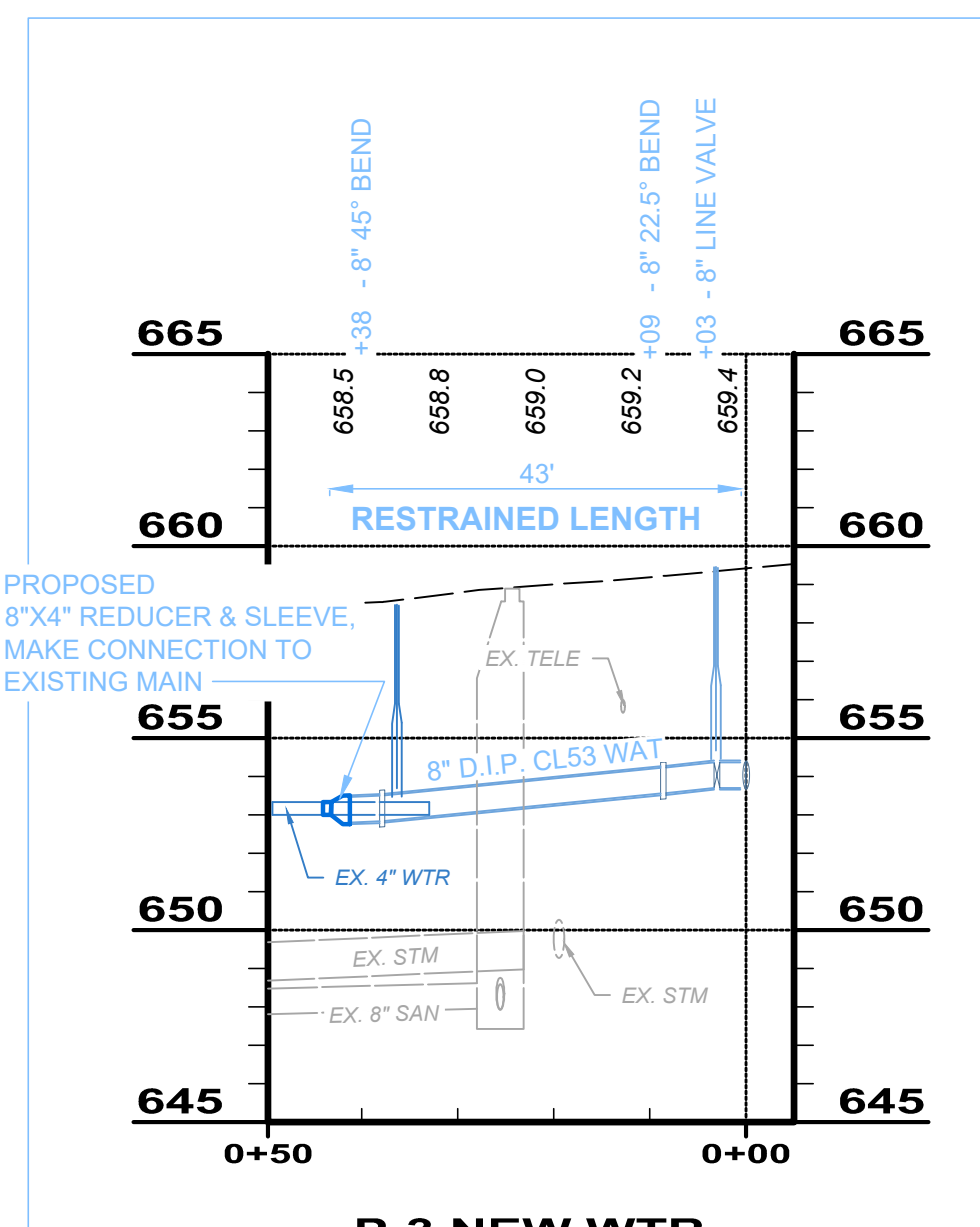 +38 - 8" 45° BEND
+09 - 8" 22.5° BEND
+03 - 8" LINE VALVE
665
665
658.5
658.8
659.0
659.2
659.4
43'
RESTRAINED LENGTH
660
660
PROPOSED
8"X4" REDUCER & SLEEVE,
MAKE CONNECTION TO
EXISTING MAIN
EX. TELE
655
655
8" D.I.P. CL53 WAT
EX. 4" WTR
650
650
EX. STM
EX. STM
EX. 8" SAN
645
645
0+50
0+00